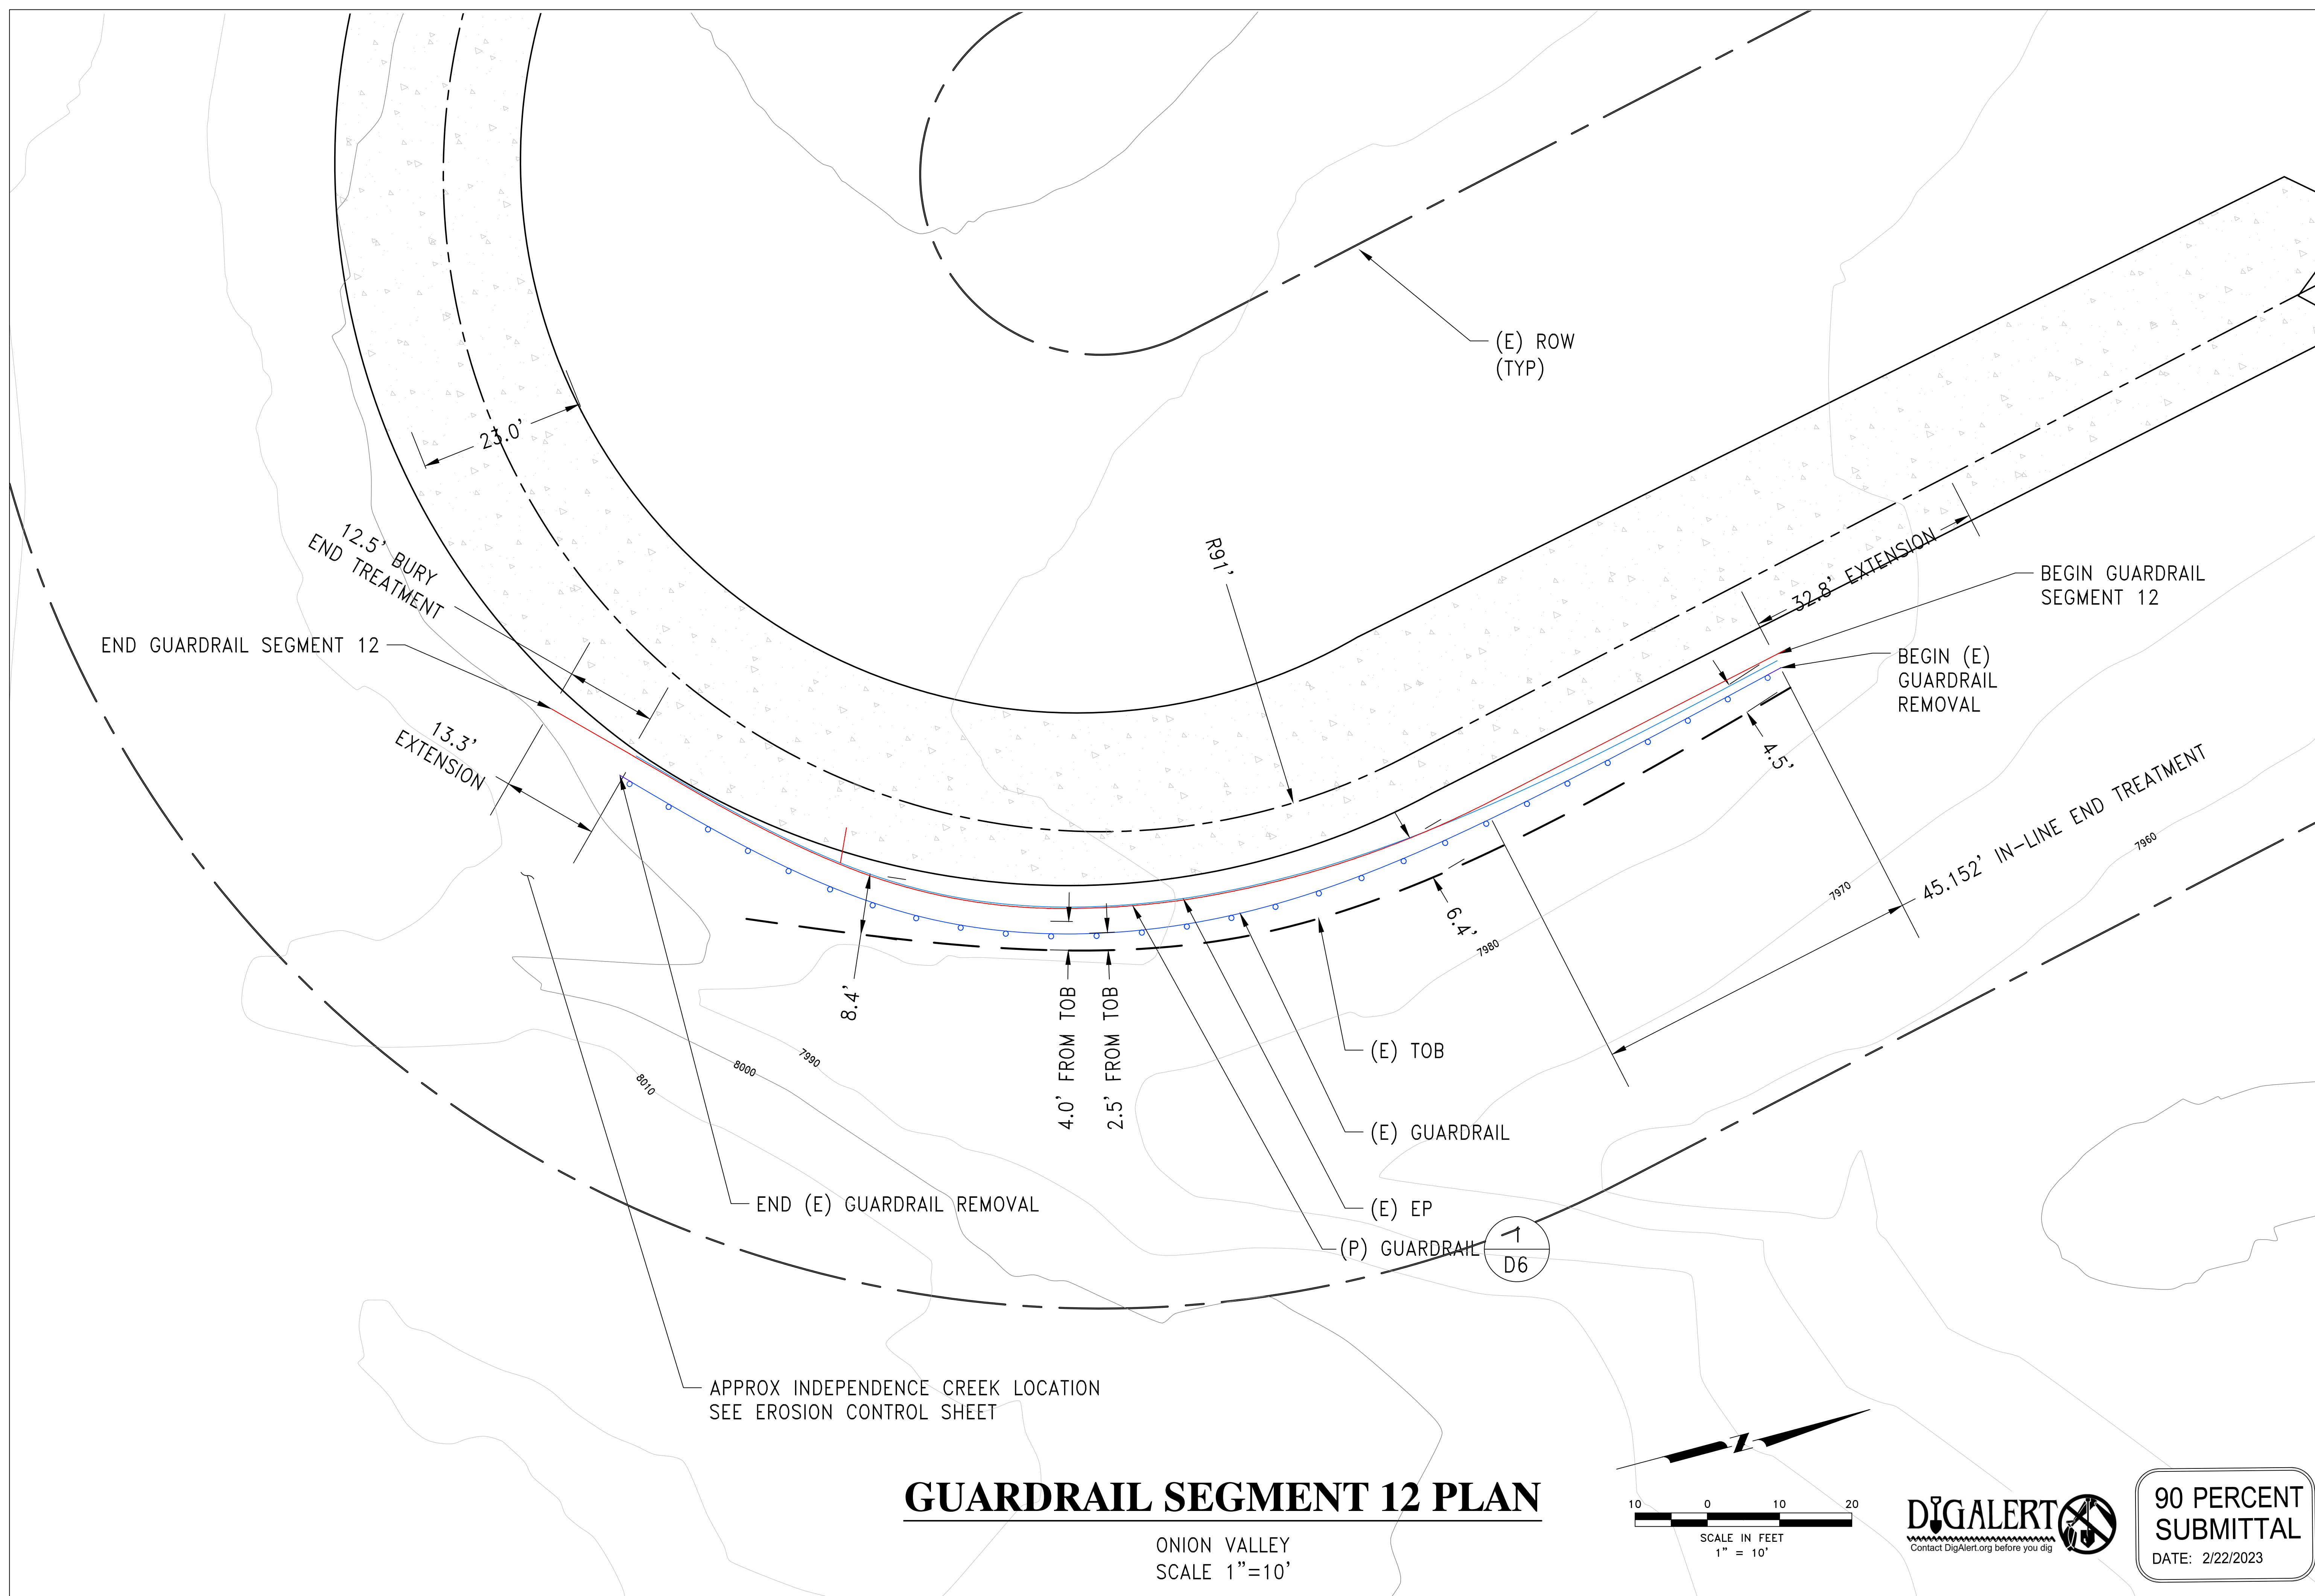 (E) ROW
(TYP)
23.0'
12.5' BURY
END TREATMENT
R91'
32.8' EXTENSION
BEGIN GUARDRAIL
SEGMENT 12
END GUARDRAIL SEGMENT 12
BEGIN (E)
GUARDRAIL
REMOVAL
13.3'
EXTENSION
4.5'
45.152' IN-LINE END TREATMENT
7960
7970
6.4'
7980
8.4'
4.0' FROM TOB
2.5' FROM TOB
(E) TOB
7990
8000
8010
(E) GUARDRAIL
END (E) GUARDRAIL REMOVAL
(E) EP
(P) GUARDRAIL
1
D6
APPROX INDEPENDENCE CREEK LOCATION
SEE EROSION CONTROL SHEET
GUARDRAIL SEGMENT 12 PLAN
ONION VALLEY
SCALE 1"=10'
Z
10 0 10 20
SCALE IN FEET
1" = 10'
DIGALERT
Contact DigAlert.org before you dig
90 PERCENT
SUBMITTAL
DATE: 2/22/2023